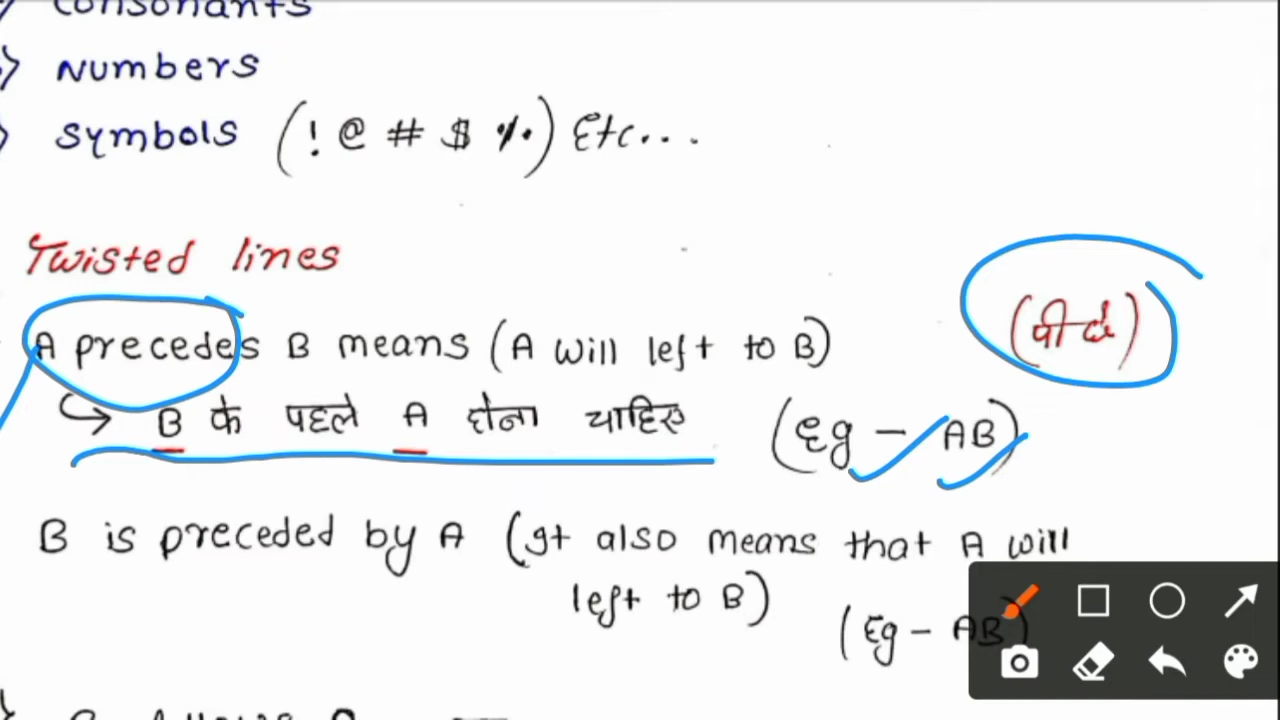 consonants
Numbers
symbols (! @ # $ %) Etc...
Twisted lines
A precedes B means (A will left to B)
↳ B के पहले A होना चाहिए (Eg - AB)
B is preceded by A (It also means that A will
left to B)
(Eg - AB)